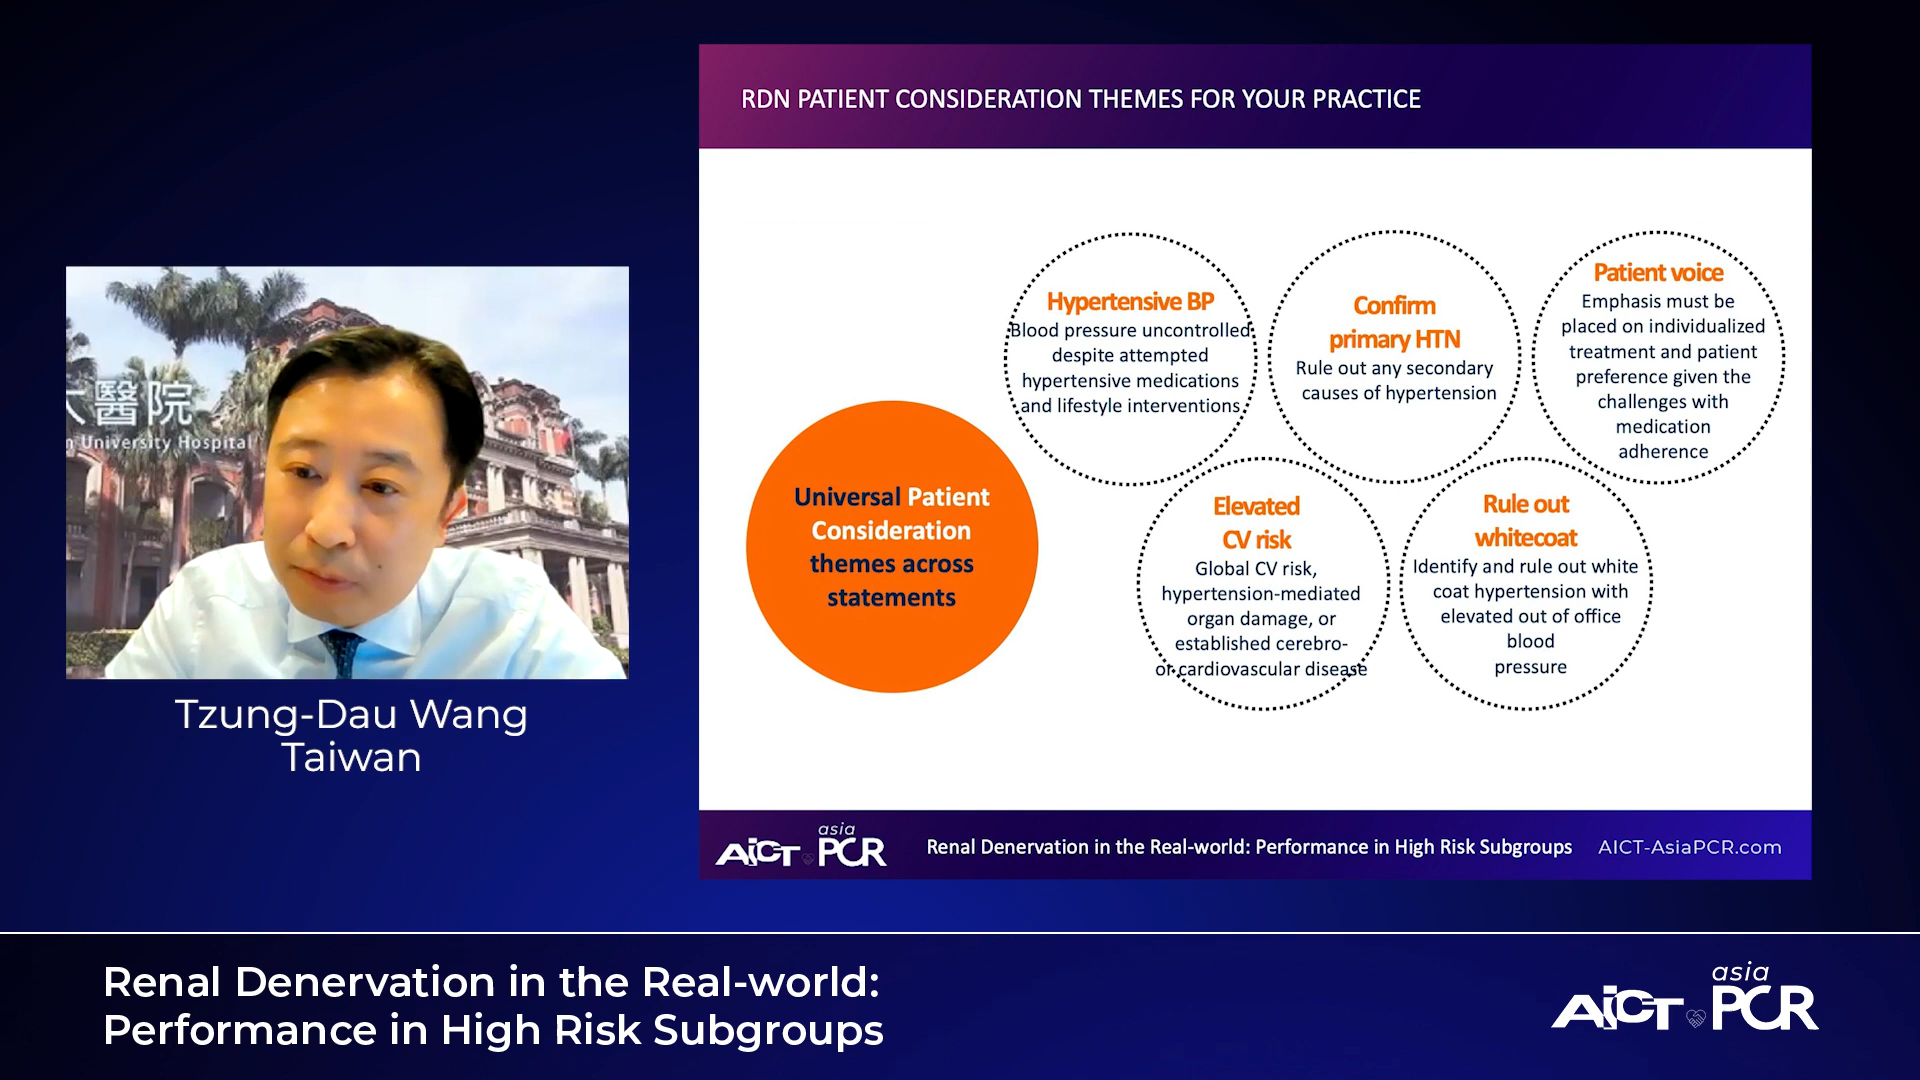 RDN PATIENT CONSIDERATION THEMES FOR YOUR PRACTICE
Universal Patient
Consideration
themes across
statements
Hypertensive BP
Blood pressure uncontrolled
despite attempted
hypertensive medications
and lifestyle interventions
Confirm
primary HTN
Rule out any secondary
causes of hypertension
Patient voice
Emphasis must be
placed on individualized
treatment and patient
preference given the
challenges with
medication
adherence
Elevated
CV risk
Global CV risk,
hypertension-mediated
organ damage, or
established cerebro-
or cardiovascular disease
Rule out
whitecoat
Identify and rule out white
coat hypertension with
elevated out of office
blood
pressure
醫院
University Hospital
Tzung-Dau Wang
Taiwan
AICT asia PCR
Renal Denervation in the Real-world: Performance in High Risk Subgroups
AICT-AsiaPCR.com
Renal Denervation in the Real-world:
Performance in High Risk Subgroups
AICT asia PCR